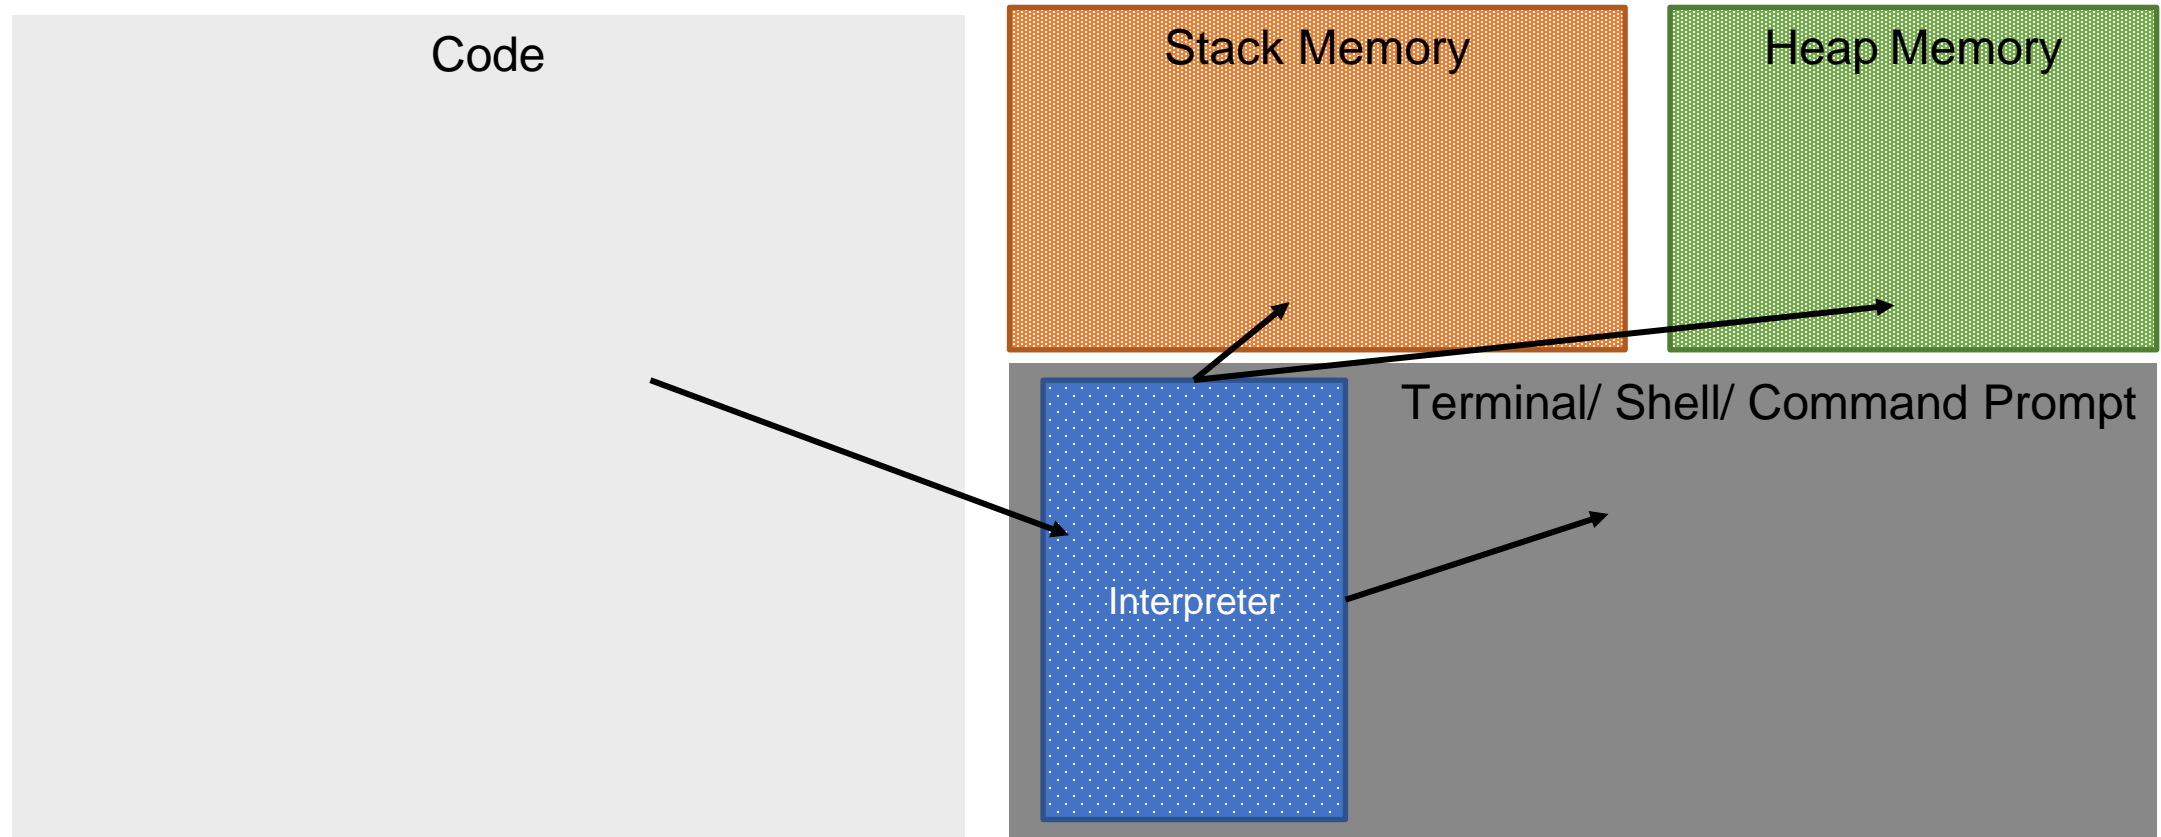 Code
Stack Memory
Heap Memory
Terminal/ Shell/ Command Prompt
Interpreter